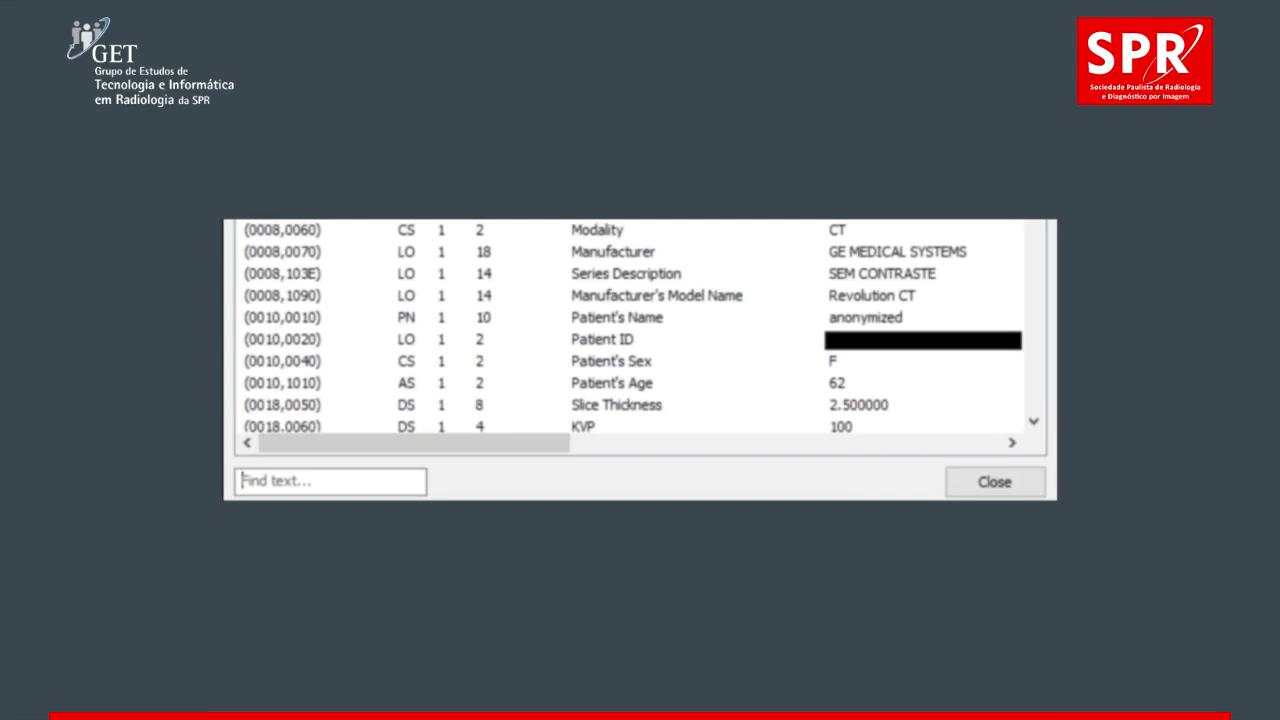 GET
Grupo de Estudos de
Tecnologia e Informática
em Radiologia da SPR
SPR
Sociedade Paulista de Radiologia
e Diagnóstico por Imagem
(0008,0060) CS 1 2 Modality CT
(0008,0070) LO 1 18 Manufacturer GE MEDICAL SYSTEMS
(0008,103E) LO 1 14 Series Description SEM CONTRASTE
(0008,1090) LO 1 14 Manufacturer's Model Name Revolution CT
(0010,0010) PN 1 10 Patient's Name anonymized
(0010,0020) LO 1 2 Patient ID
(0010,0040) CS 1 2 Patient's Sex F
(0010,1010) AS 1 2 Patient's Age 62
(0018,0050) DS 1 8 Slice Thickness 2.500000
(0018,0060) DS 1 4 KVP 100
Find text...
Close